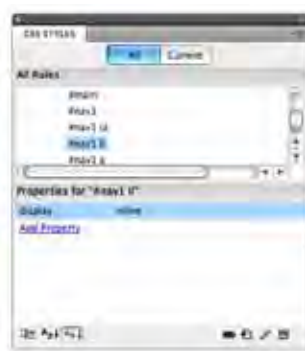 CSS STYLES
All Current
All Rules
#main
#nav1
#nav1 ul
#nav1 li
#nav1 a
Properties for "#nav1 li"
display inline
Add Property